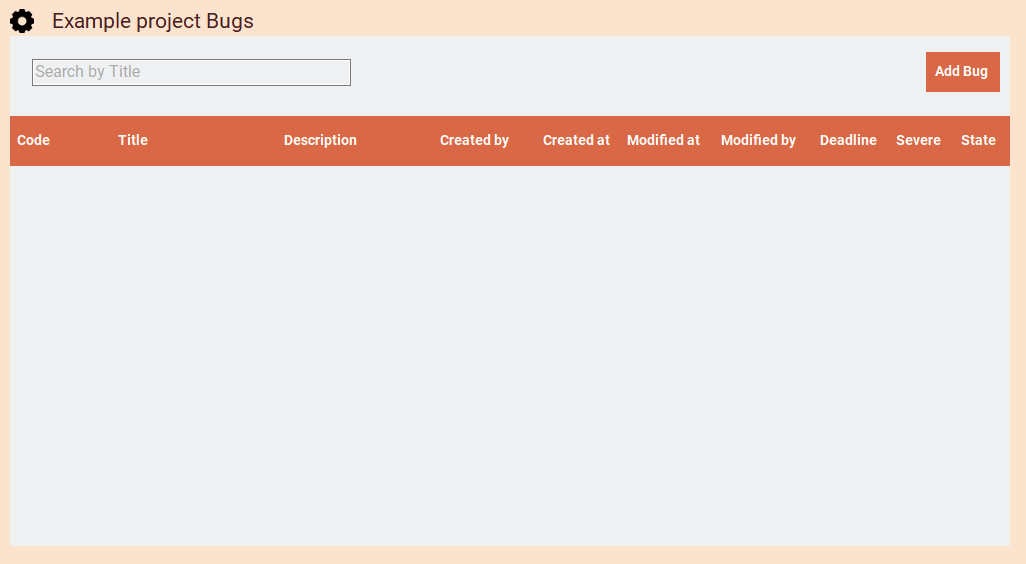 Example project Bugs
Search by Title
Add Bug
Code Title Description Created by Created at Modified at Modified by Deadline Severe State